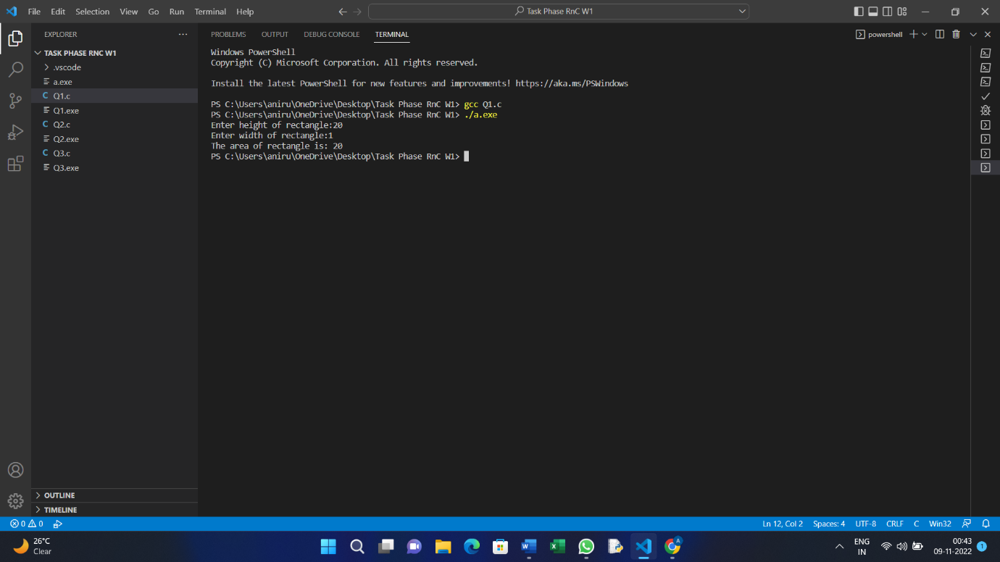 File Edit Selection View Go Run Terminal Help
Task Phase RnC W1
EXPLORER
TASK PHASE RNC W1
.vscode
a.exe
C Q1.c
Q1.exe
C Q2.c
Q2.exe
C Q3.c
Q3.exe
OUTLINE
TIMELINE
PROBLEMS OUTPUT DEBUG CONSOLE TERMINAL
powershell
Windows PowerShell
Copyright (C) Microsoft Corporation. All rights reserved.
Install the latest PowerShell for new features and improvements! https://aka.ms/PSWindows
PS C:\Users\aniru\OneDrive\Desktop\Task Phase RnC W1> gcc Q1.c
PS C:\Users\aniru\OneDrive\Desktop\Task Phase RnC W1> ./a.exe
Enter height of rectangle:20
Enter width of rectangle:1
The area of rectangle is: 20
PS C:\Users\aniru\OneDrive\Desktop\Task Phase RnC W1>
0 0
Ln 12, Col 2 Spaces: 4 UTF-8 CRLF C Win32
26°C
Clear
ENG
IN
00:43
09-11-2022
1